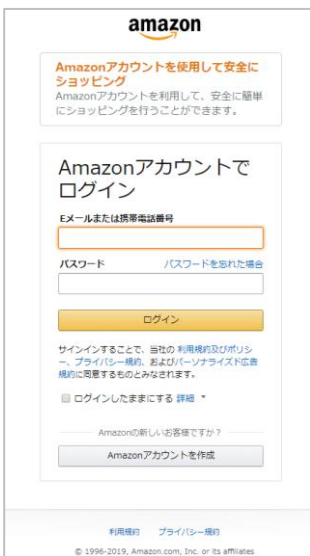 amazon
Amazonアカウントを使用して安全に
ショッピング
Amazonアカウントを利用して、安全に簡単
にショッピングを行うことができます。
Amazonアカウントで
ログイン
Eメールまたは携帯電話番号
パスワード パスワードを忘れた場合
ログイン
サインインすることで、当社の 利用規約及びポリシ
ー、プライバシー規約、およびパーソナライズド広告
規約に同意するものとみなされます。
ログインしたままにする 詳細
Amazonの新しいお客様ですか？
Amazonアカウントを作成
利用規約 プライバシー規約
© 1996-2019, Amazon.com, Inc. or its affiliates